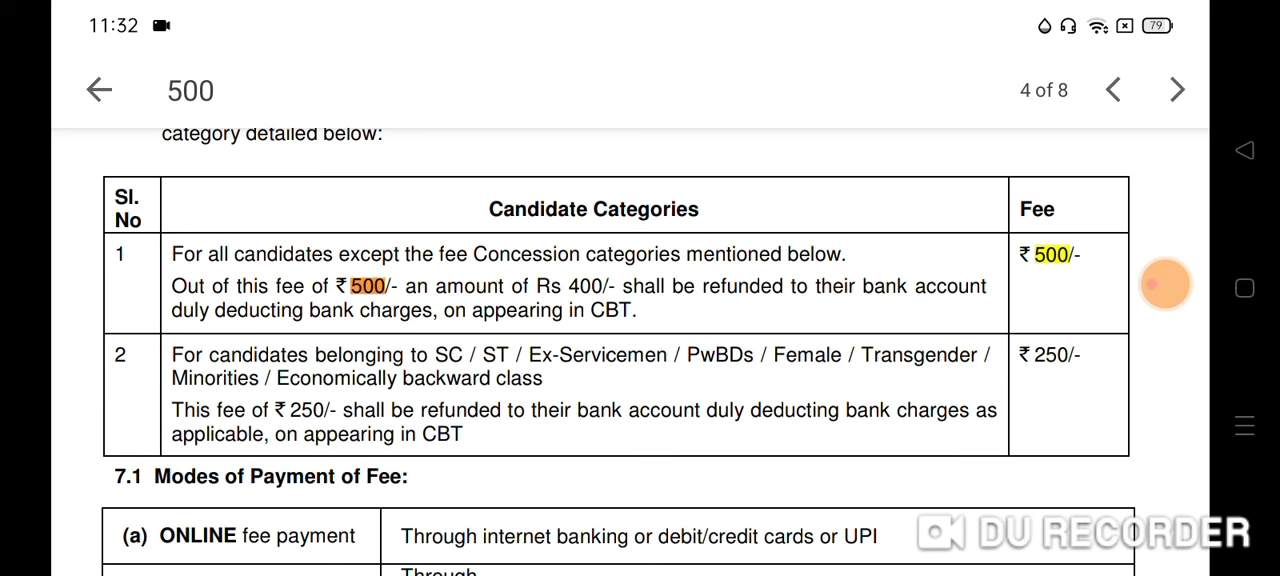 11:32
79
500
4 of 8
category detailed below:
Sl. No
Candidate Categories
Fee
1
For all candidates except the fee Concession categories mentioned below.
₹ 500/-
Out of this fee of ₹ 500/- an amount of Rs 400/- shall be refunded to their bank account
duly deducting bank charges, on appearing in CBT.
2
For candidates belonging to SC / ST / Ex-Servicemen / PwBDs / Female / Transgender /
₹ 250/-
Minorities / Economically backward class
This fee of ₹ 250/- shall be refunded to their bank account duly deducting bank charges as
applicable, on appearing in CBT
7.1 Modes of Payment of Fee:
(a) ONLINE fee payment
Through internet banking or debit/credit cards or UPI
DU RECORDER
Through